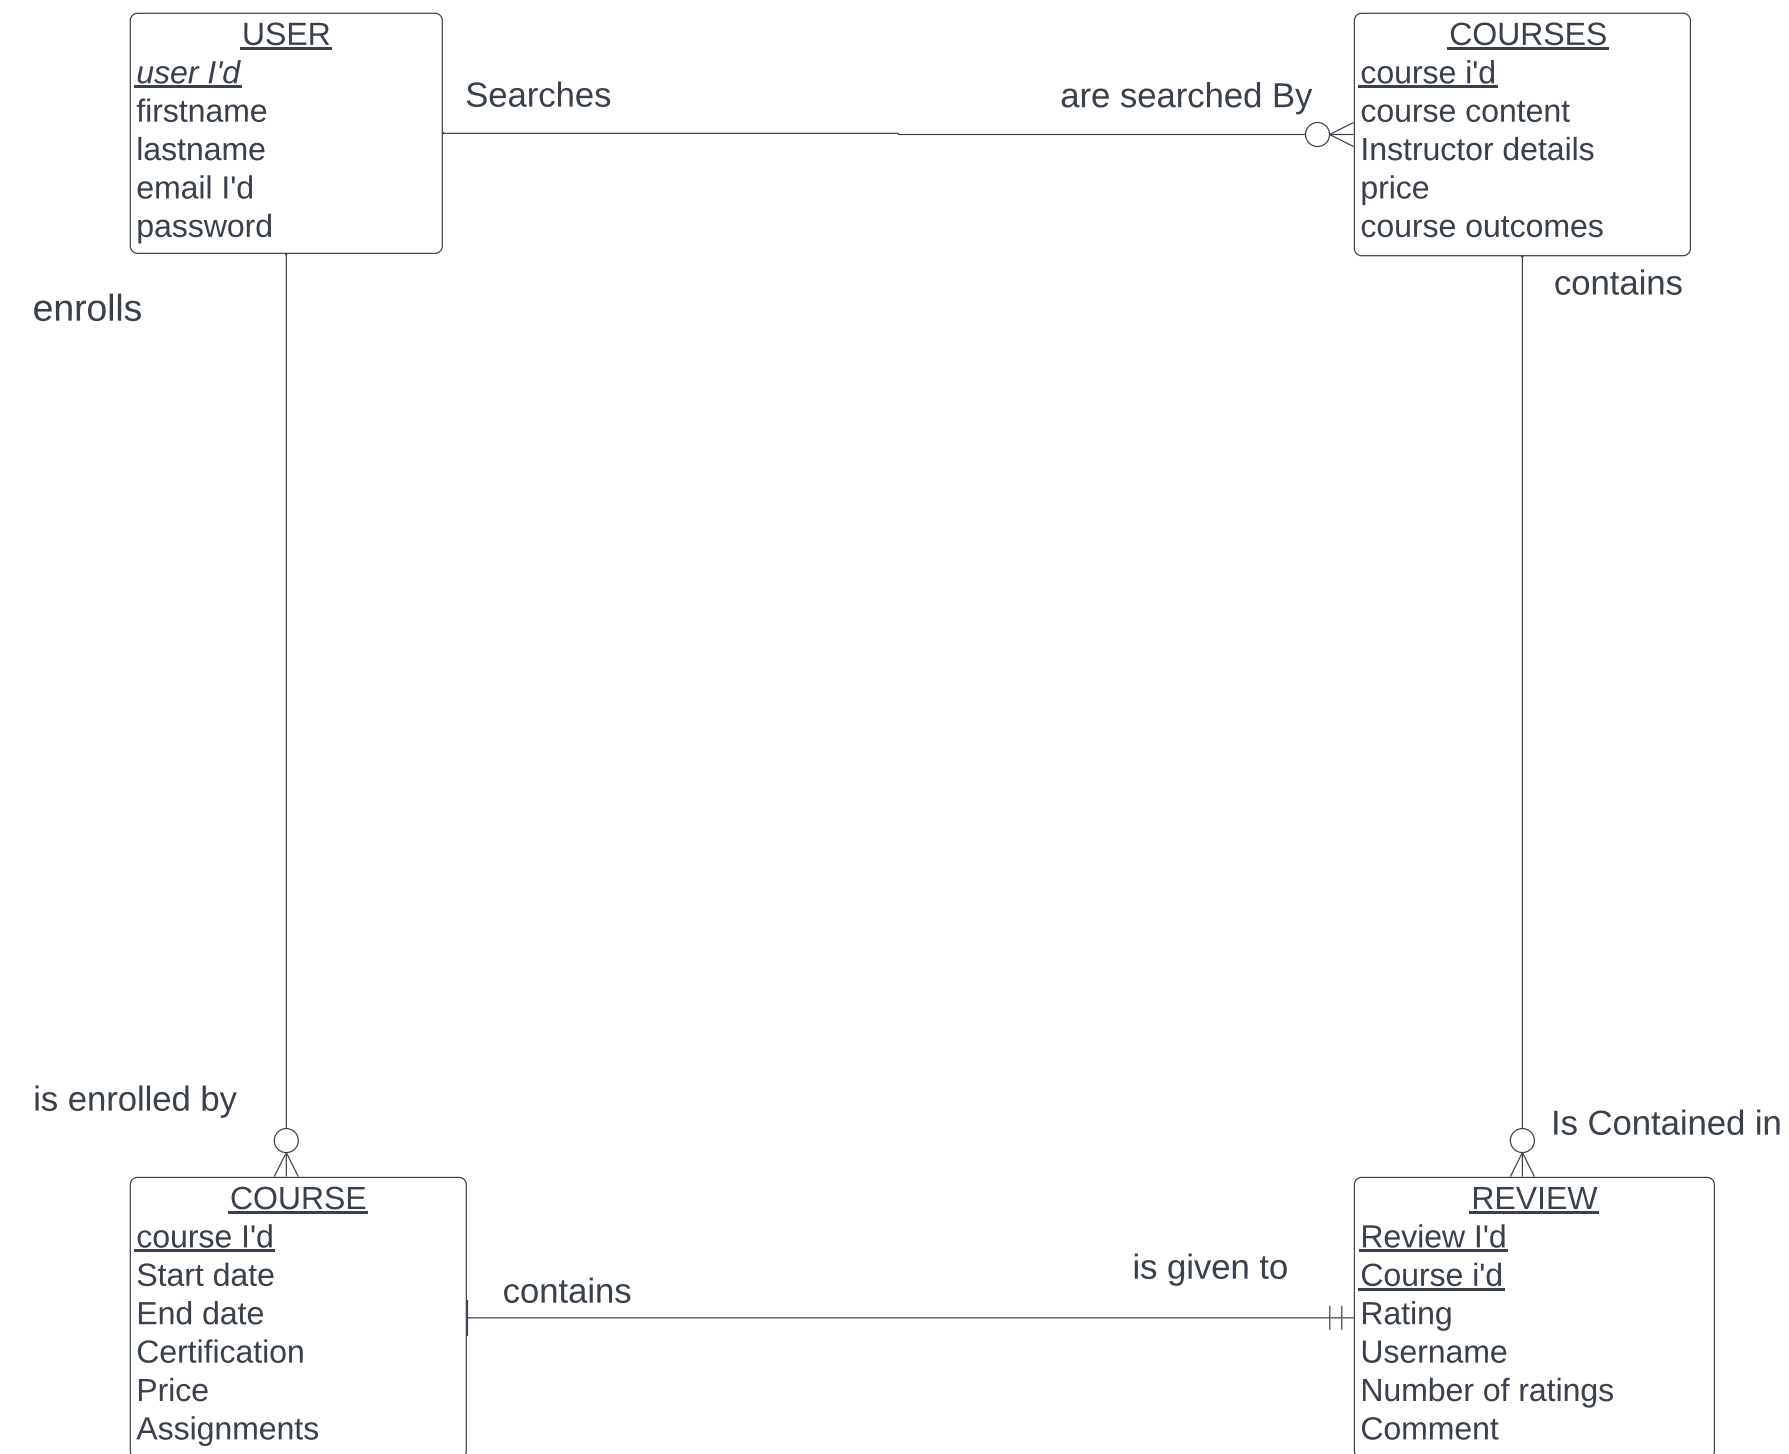 USER
user I'd
firstname
lastname
email I'd
password
Searches
are searched By
COURSES
course i'd
course content
Instructor details
price
course outcomes
enrolls
contains
is enrolled by
Is Contained in
COURSE
course I'd
Start date
End date
Certification
Price
Assignments
contains
is given to
REVIEW
Review I'd
Course i'd
Rating
Username
Number of ratings
Comment